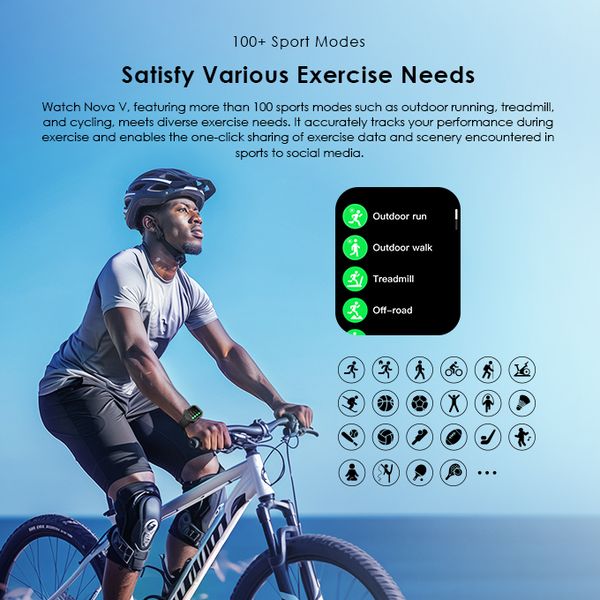 100+ Sport Modes
Satisfy Various Exercise Needs
Watch Nova V, featuring more than 100 sports modes such as outdoor running, treadmill,
and cycling, meets diverse exercise needs. It accurately tracks your performance during
exercise and enables the one-click sharing of exercise data and scenery encountered in
sports to social media.
Outdoor run
Outdoor walk
Treadmill
Off-road